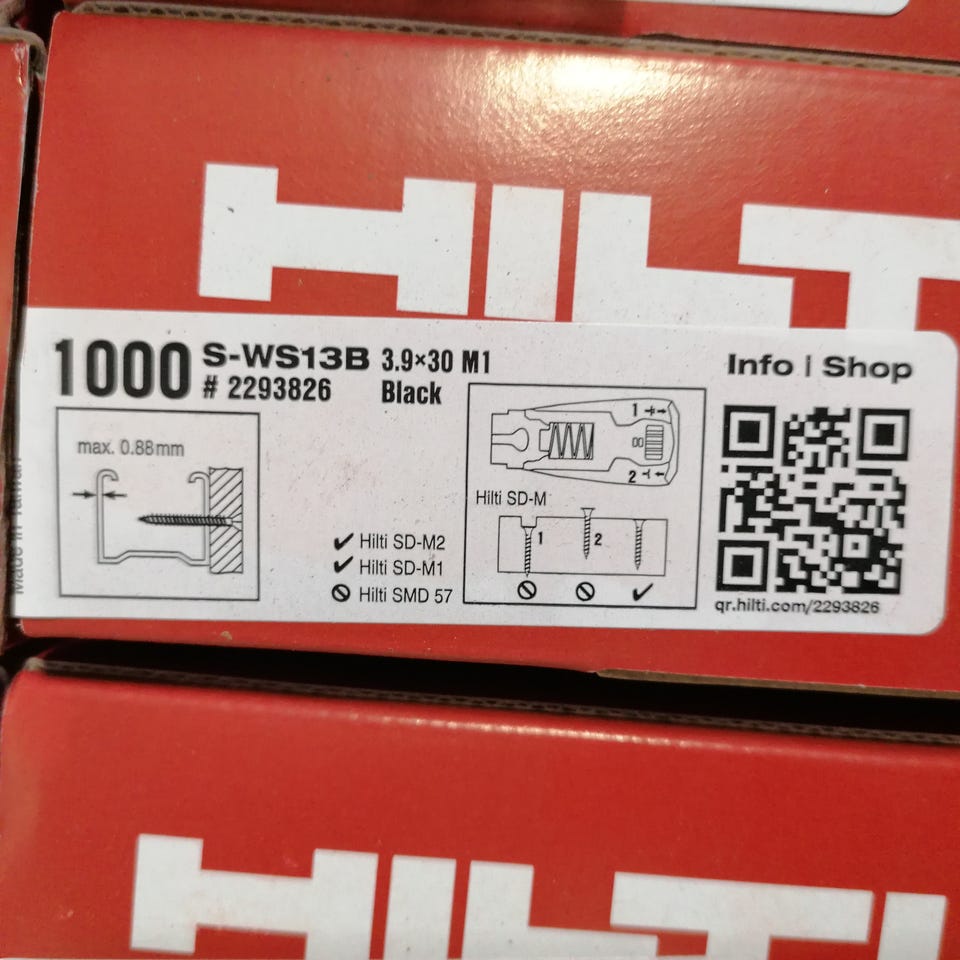 HILTI
1000 S-WS13B 3.9×30 M1
# 2293826 Black
Info | Shop
max. 0.88mm
1
2
Hilti SD-M
1
2
✔ Hilti SD-M2
✔ Hilti SD-M1
Hilti SMD 57
qr.hilti.com/2293826
Made in Taiwan
HILTI